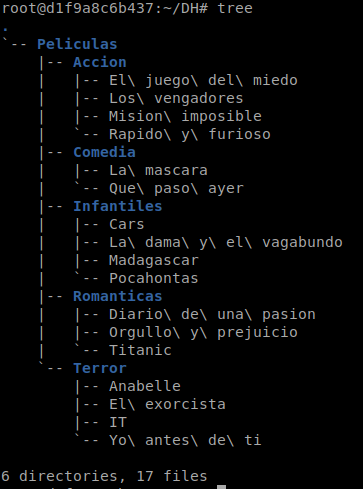 root@d1f9a8c6b437:~/DH# tree
.
`-- Peliculas
    |-- Accion
    |   |-- El\ juego\ del\ miedo
    |   |-- Los\ vengadores
    |   |-- Mision\ imposible
    |   `-- Rapido\ y\ furioso
    |-- Comedia
    |   |-- La\ mascara
    |   `-- Que\ paso\ ayer
    |-- Infantiles
    |   |-- Cars
    |   |-- La\ dama\ y\ el\ vagabundo
    |   |-- Madagascar
    |   `-- Pocahontas
    |-- Romanticas
    |   |-- Diario\ de\ una\ pasion
    |   |-- Orgullo\ y\ prejuicio
    |   `-- Titanic
    `-- Terror
        |-- Anabelle
        |-- El\ exorcista
        |-- IT
        `-- Yo\ antes\ de\ ti

6 directories, 17 files